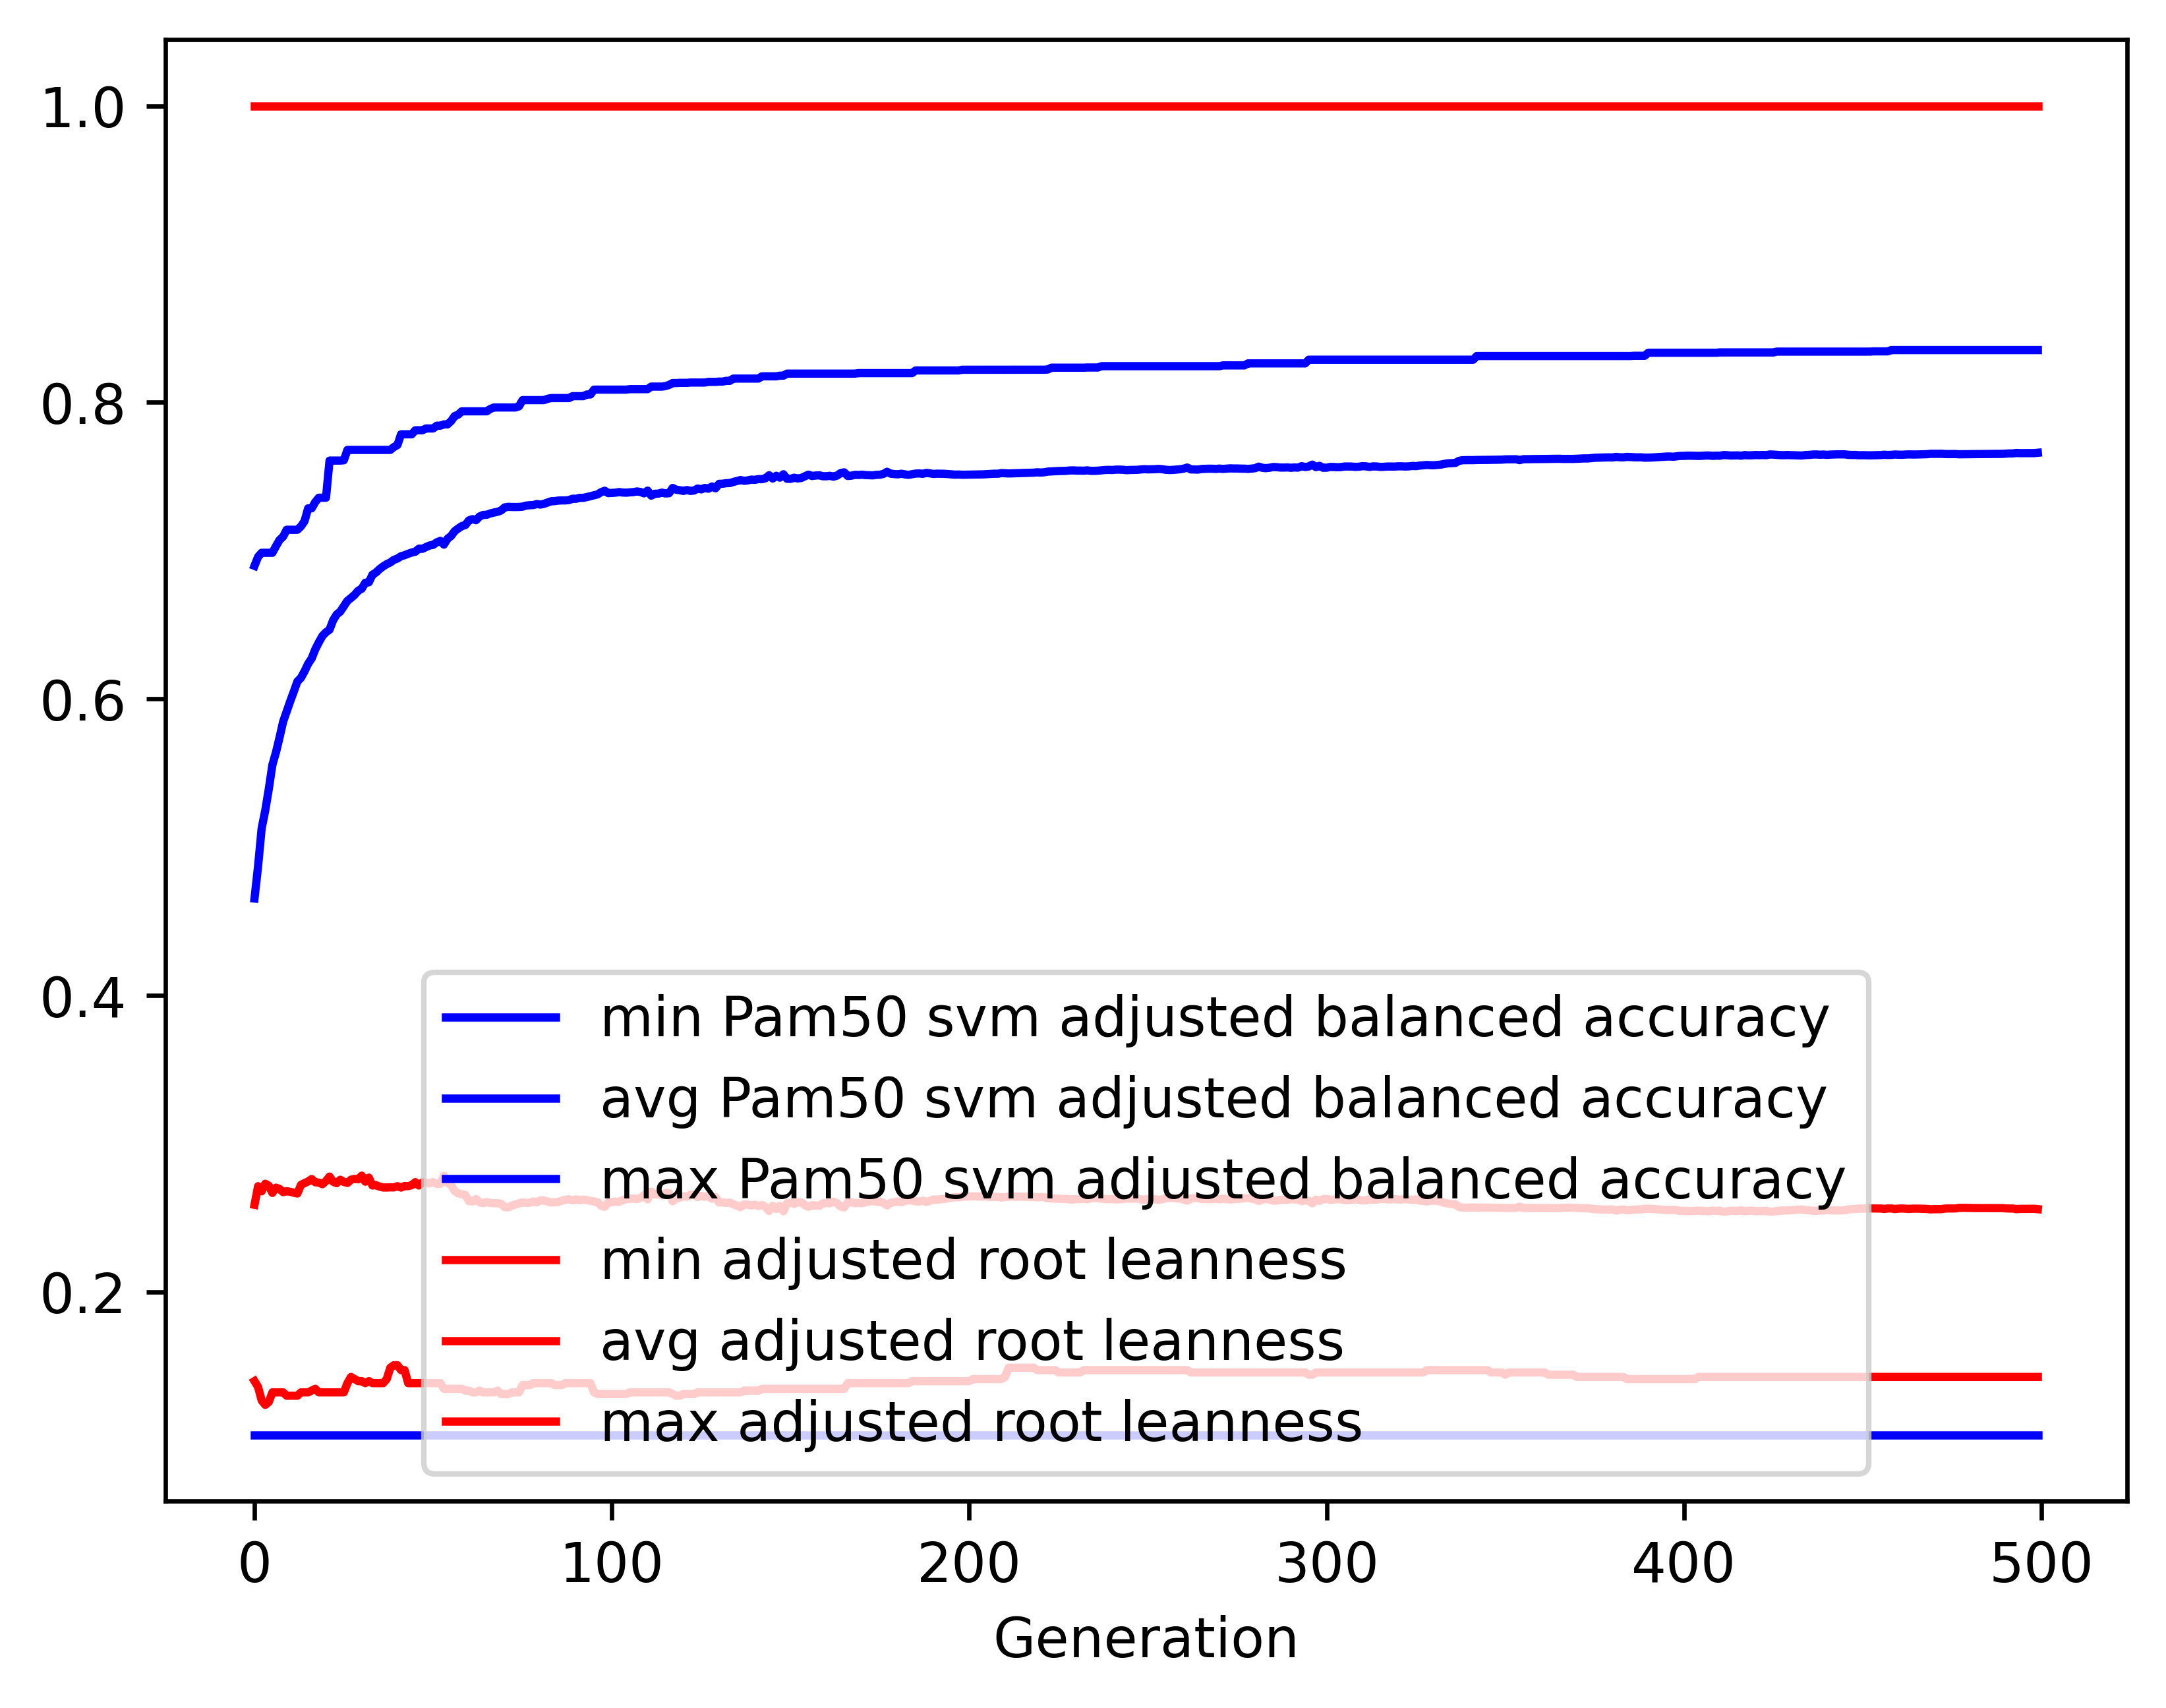 1.0
0.8
0.6
0.4
0.2
min Pam50 svm adjusted balanced accuracy
avg Pam50 svm adjusted balanced accuracy
max Pam50 svm adjusted balanced accuracy
min adjusted root leanness
avg adjusted root leanness
max adjusted root leanness
0 100 200 300 400 500
Generation